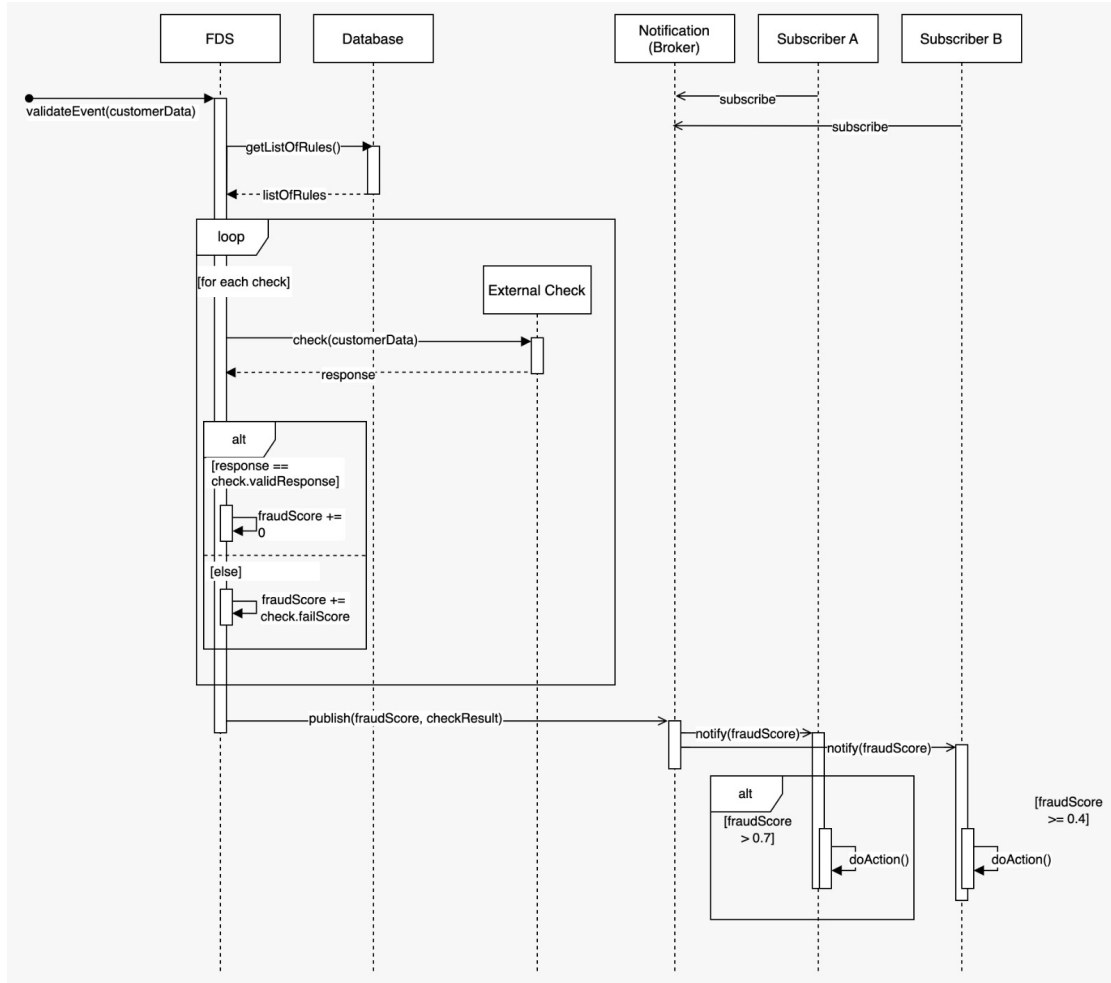 FDS
Database
Notification
(Broker)
Subscriber A
Subscriber B
subscribe
validateEvent(customerData)
subscribe
getListOfRules()
listOfRules
loop
[for each check]
External Check
check(customerData)
response
alt
[response ==
check.validResponse]
fraudScore +=
0
[else]
fraudScore +=
check.failScore
publish(fraudScore, checkResult)
notify(fraudScore)
notify(fraudScore)
alt
[fraudScore
> 0.7]
[fraudScore
>= 0.4]
doAction()
doAction()